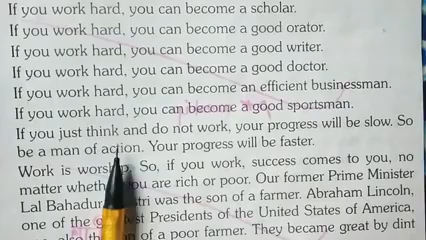 If you work hard, you can become a scholar.
If you work hard, you can become a good orator.
If you work hard, you can become a good writer.
If you work hard, you can become a good doctor.
If you work hard, you can become an efficient businessman.
If you work hard, you can become a good sportsman.
If you just think and do not work, your progress will be slow. So
be a man of action. Your progress will be faster.
Work is worship. So, if you work, success comes to you, no
matter whether you are rich or poor. Our former Prime Minister
Lal Bahadur was the son of a farmer. Abraham Lincoln,
one of the Presidents of the United States of America,
also the of a poor farmer. They became great by dint